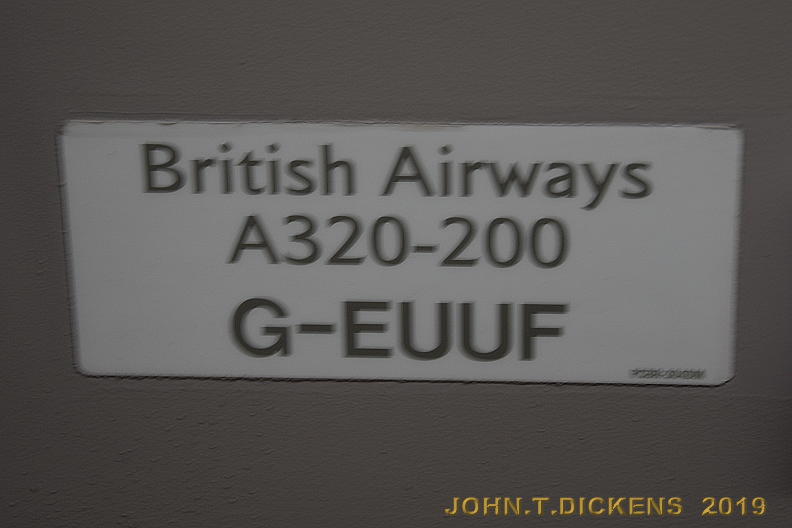 British Airways
A320-200
G-EUUF
JOHN.T.DICKENS 2019